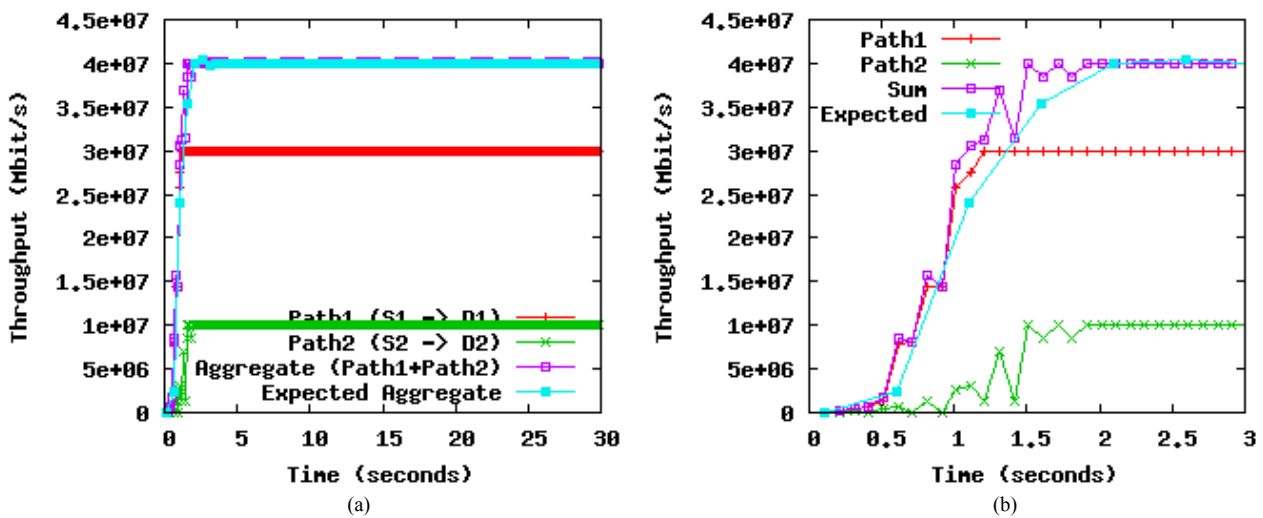 4.5e+07
4e+07
3.5e+07
3e+07
2.5e+07
2e+07
1.5e+07
1e+07
5e+06
0
Throughput (Mbit/s)
Path1 (S1 -> D1)
Path2 (S2 -> D2)
Aggregate (Path1+Path2)
Expected Aggregate
0 5 10 15 20 25 30
Time (seconds)
(a)
4.5e+07
4e+07
3.5e+07
3e+07
2.5e+07
2e+07
1.5e+07
1e+07
5e+06
0
Throughput (Mbit/s)
Path1
Path2
Sum
Expected
0 0.5 1 1.5 2 2.5 3
Time (seconds)
(b)